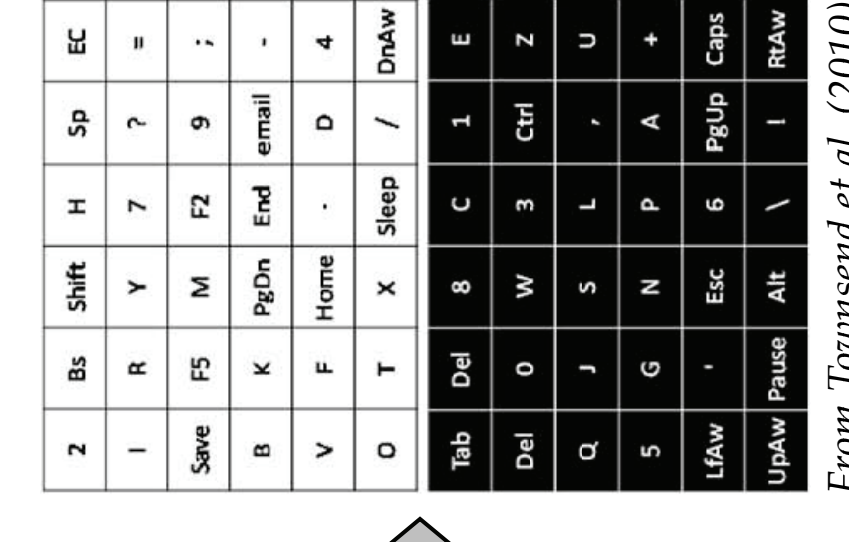 2 Bs Shift H Sp EC
I R Y 7 ? =
Save F5 M F2 9 ;
B K PgDn End email -
V F Home . D 4
O T X Sleep / DnAw
Tab Del 8 C 1 E
Del 0 W 3 Ctrl Z
Q J S L , U
5 G N P A +
LfAw ' Esc 6 PgUp Caps
UpAw Pause Alt \ ! RtAw
From Townsend et al. (2010)